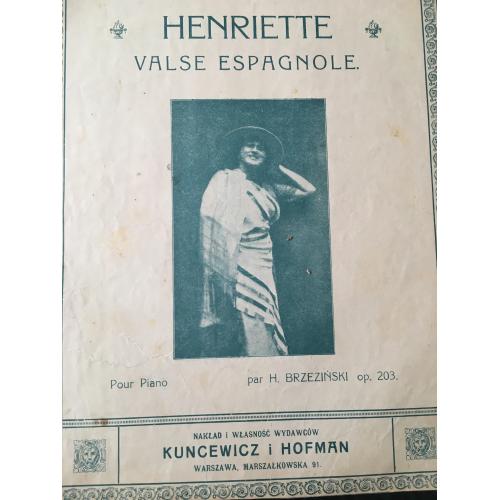 HENRIETTE
VALSE ESPAGNOLE.
Pour Piano par H. BRZEZIŃSKI op. 203.
NAKŁAD i WŁASNOŚĆ WYDAWCÓW
KUNCEWICZ i HOFMAN
WARSZAWA, MARSZAŁKOWSKA 91.